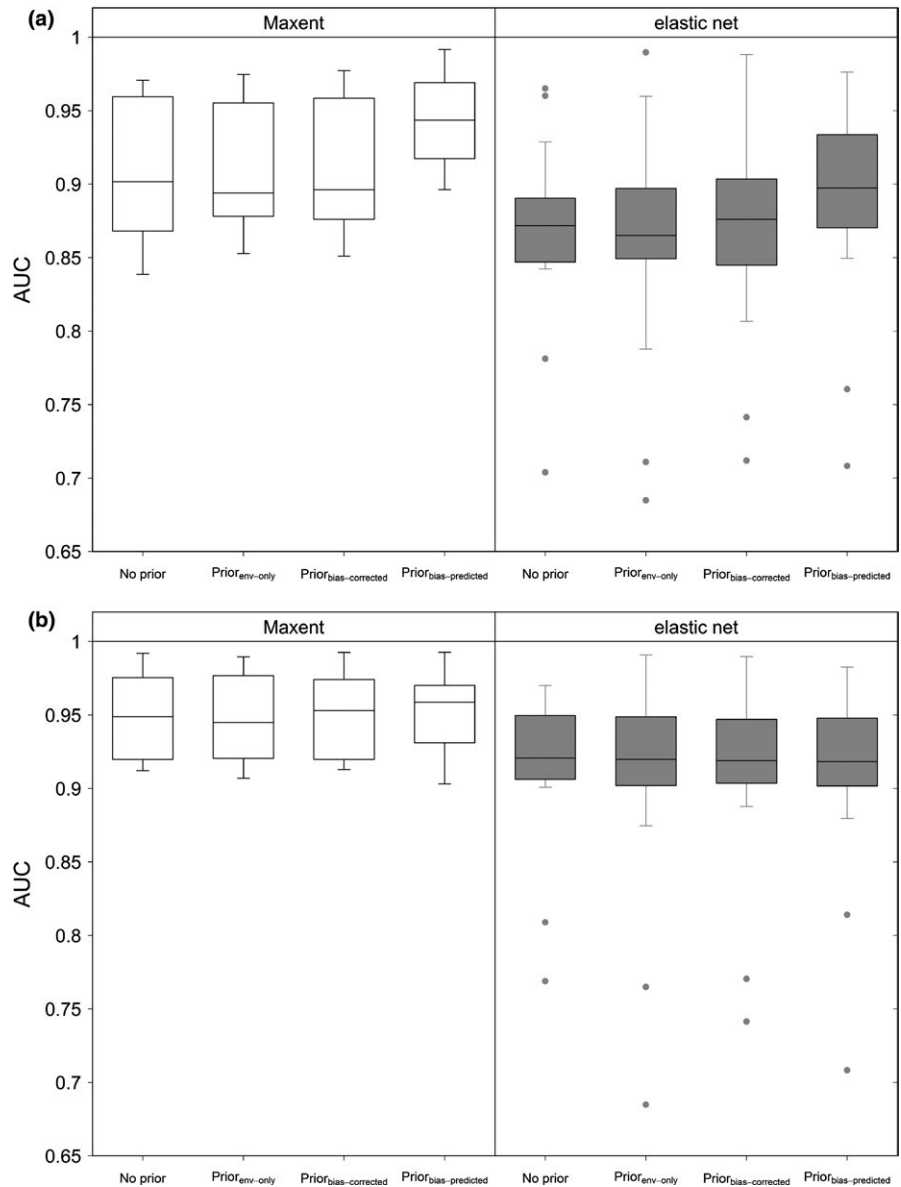 (a)
Maxent elastic net
1
0.95
0.9
0.85
0.8
0.75
0.7
0.65
AUC
No prior Prior env–only Prior bias–corrected Prior bias–predicted No prior Prior env–only Prior bias–corrected Prior bias–predicted
(b)
Maxent elastic net
1
0.95
0.9
0.85
0.8
0.75
0.7
0.65
AUC
No prior Prior env–only Prior bias–corrected Prior bias–predicted No prior Prior env–only Prior bias–corrected Prior bias–predicted